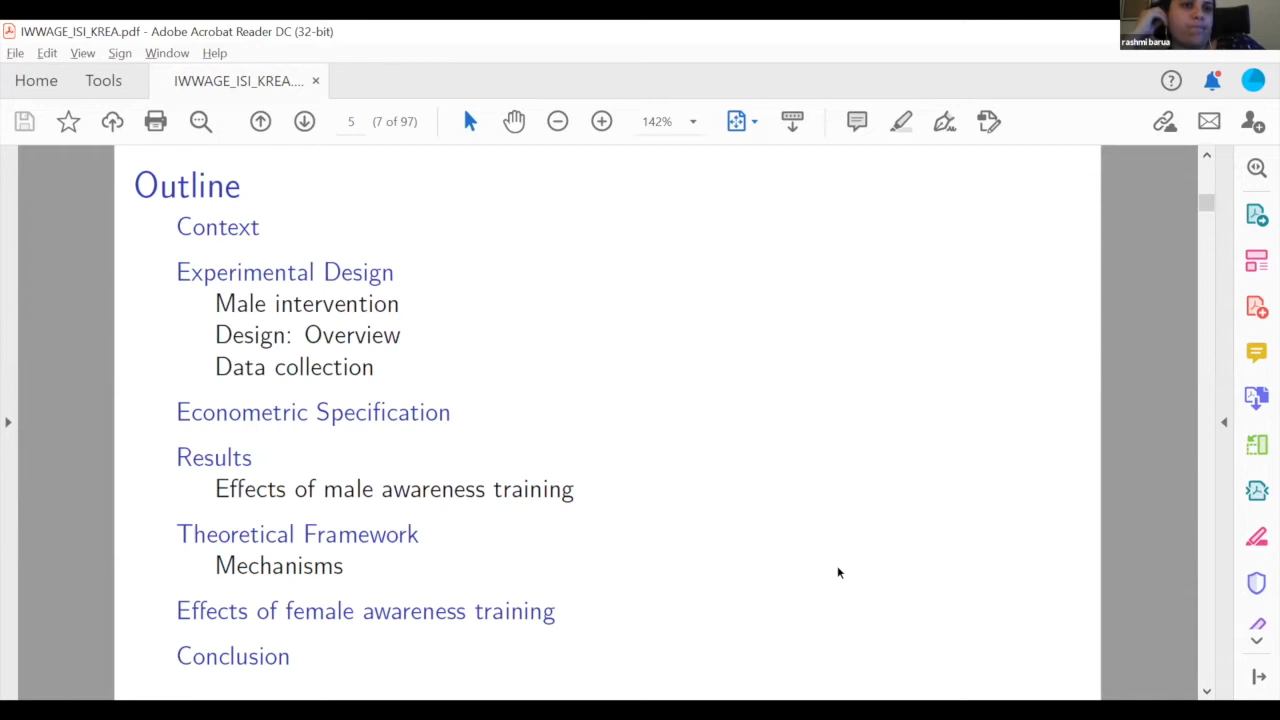 IWWAGE_ISI_KREA.pdf - Adobe Acrobat Reader DC (32-bit)
rashmi barua
File Edit View Sign Window Help
Home Tools IWWAGE_ISI_KREA.... ×
5 (7 of 97) 142%
Outline
Context
Experimental Design
Male intervention
Design: Overview
Data collection
Econometric Specification
Results
Effects of male awareness training
Theoretical Framework
Mechanisms
Effects of female awareness training
Conclusion